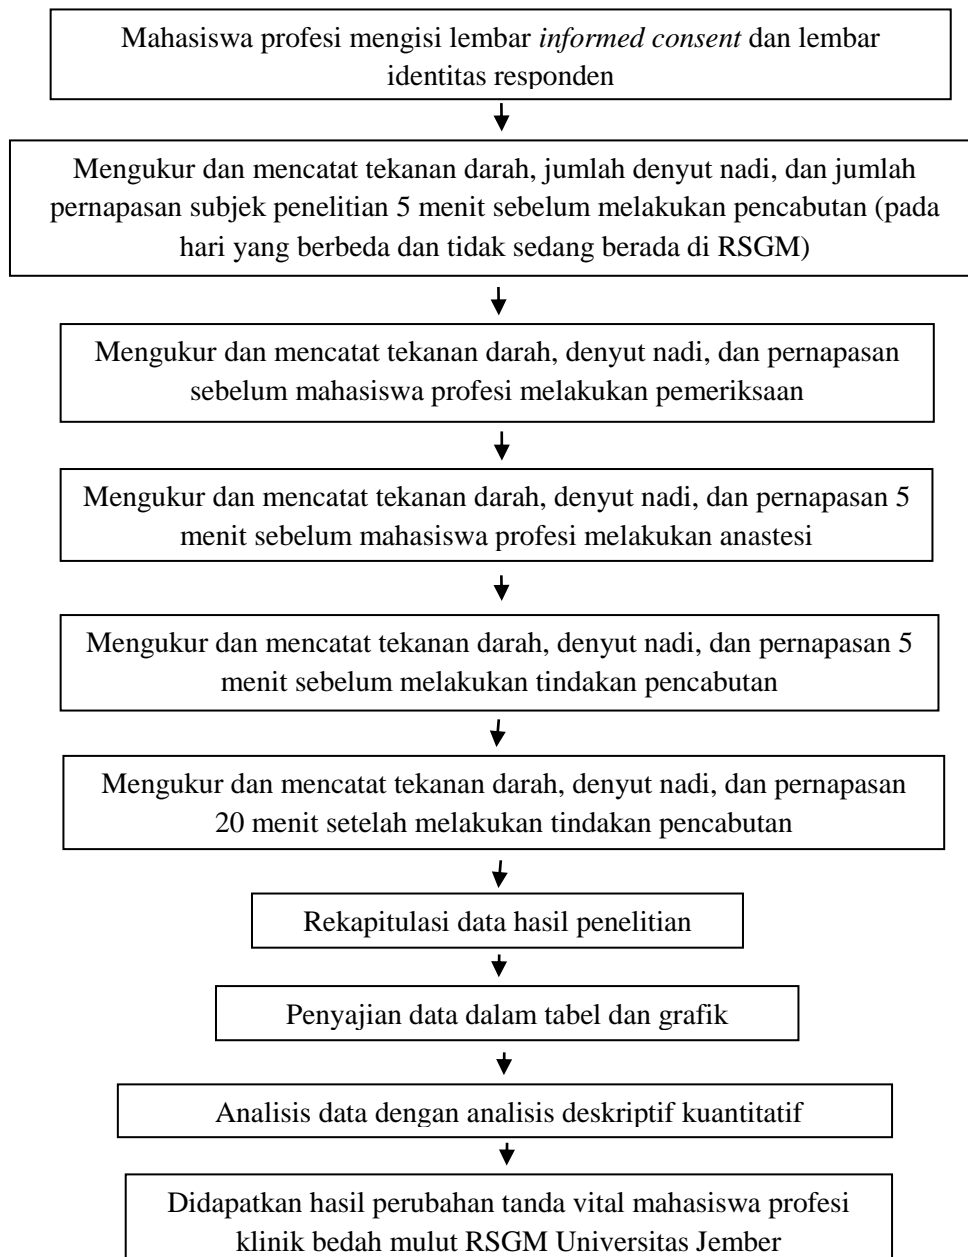 Mahasiswa profesi mengisi lembar informed consent dan lembar
identitas responden
Mengukur dan mencatat tekanan darah, jumlah denyut nadi, dan jumlah
pernapasan subjek penelitian 5 menit sebelum melakukan pencabutan (pada
hari yang berbeda dan tidak sedang berada di RSGM)
Mengukur dan mencatat tekanan darah, denyut nadi, dan pernapasan
sebelum mahasiswa profesi melakukan pemeriksaan
Mengukur dan mencatat tekanan darah, denyut nadi, dan pernapasan 5
menit sebelum mahasiswa profesi melakukan anastesi
Mengukur dan mencatat tekanan darah, denyut nadi, dan pernapasan 5
menit sebelum melakukan tindakan pencabutan
Mengukur dan mencatat tekanan darah, denyut nadi, dan pernapasan
20 menit setelah melakukan tindakan pencabutan
Rekapitulasi data hasil penelitian
Penyajian data dalam tabel dan grafik
Analisis data dengan analisis deskriptif kuantitatif
Didapatkan hasil perubahan tanda vital mahasiswa profesi
klinik bedah mulut RSGM Universitas Jember